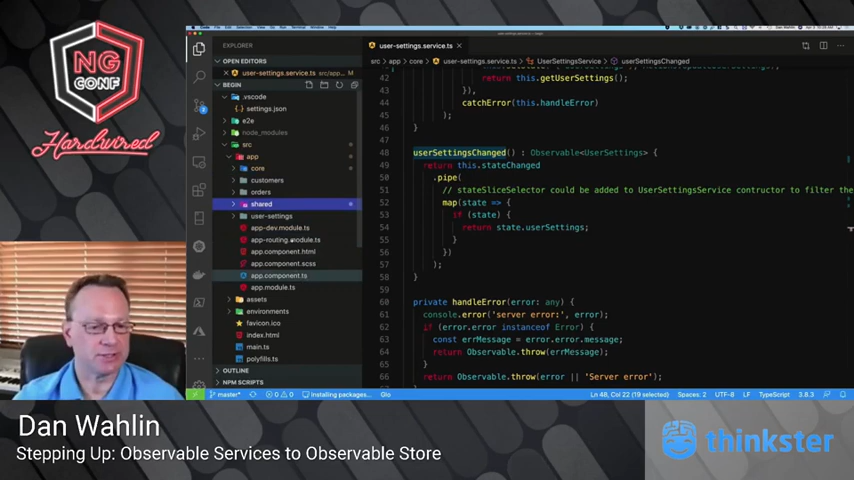 NG
CONF
Hardwired
EXPLORER
OPEN EDITORS
user-settings.service.ts src/app... M
BEGIN
.vscode
settings.json
e2e
node_modules
src
app
core
customers
orders
shared
user-settings
app-dev.module.ts
app-routing.module.ts
app.component.html
app.component.scss
app.component.ts
app.module.ts
assets
environments
favicon.ico
index.html
main.ts
polyfills.ts
OUTLINE
NPM SCRIPTS
user-settings.service.ts
src > app > core > user-settings.service.ts > UserSettingsService > userSettingsChanged
42 return this.getUserSettings();
43 }),
44 catchError(this.handleError)
45 );
46 }
47
48 userSettingsChanged() : Observable<UserSettings> {
49 return this.stateChanged
50 .pipe(
51 // stateSliceSelector could be added to UserSettingsService contructor to filter the
52 map(state => {
53 if (state) {
54 return state.userSettings;
55 }
56 })
57 );
58 }
59
60 private handleError(error: any) {
61 console.error('server error:', error);
62 if (error.error instanceof Error) {
63 const errMessage = error.error.message;
64 return Observable.throw(errMessage);
65 }
66 return Observable.throw(error || 'Server error');
67 }
master* 0 0 Installing packages... Glo Ln 48, Col 22 (19 selected) Spaces: 2 UTF-8 LF TypeScript 3.8.3
Dan Wahlin
Stepping Up: Observable Services to Observable Store
thinkster